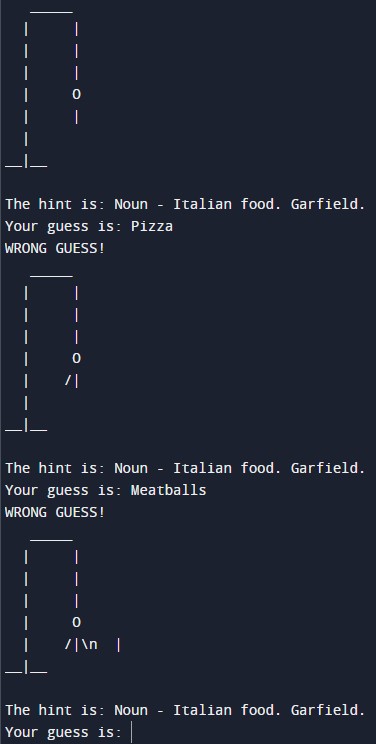 _____
  |     |
  |     |
  |     |
  |     O
  |     |
  |
__|__

The hint is: Noun - Italian food. Garfield.
Your guess is: Pizza
WRONG GUESS!
   _____
  |     |
  |     |
  |     |
  |     O
  |    /|
  |
__|__

The hint is: Noun - Italian food. Garfield.
Your guess is: Meatballs
WRONG GUESS!
   _____
  |     |
  |     |
  |     |
  |     O
  |    /|\n  |
__|__

The hint is: Noun - Italian food. Garfield.
Your guess is: